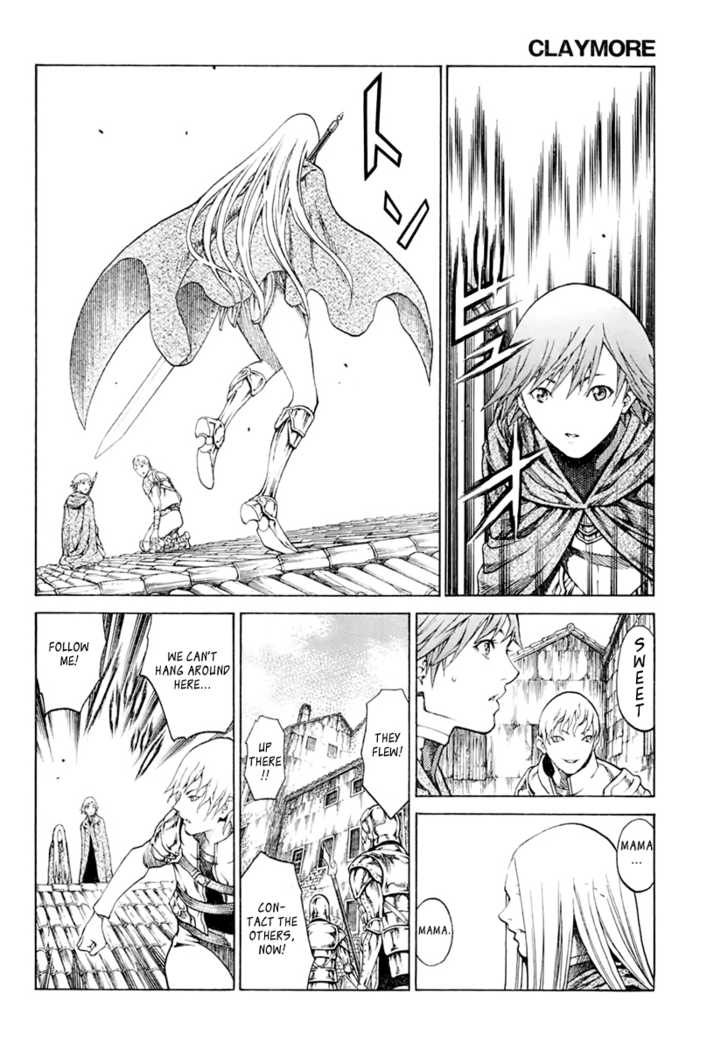 CLAYMORE
ビュオ
トン
SWEET
MAMA
...
MAMA.
THEY
FLEW!
UP
THERE
!!
CON-
TACT THE
OTHERS,
NOW!
WE CAN'T
HANG AROUND
HERE...
FOLLOW
ME!